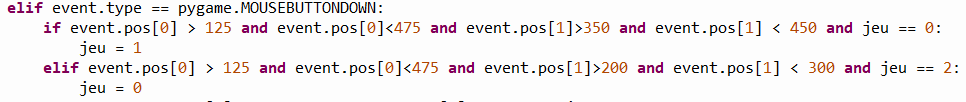 elif event.type == pygame.MOUSEBUTTONDOWN:
if event.pos[0] > 125 and event.pos[0]<475 and event.pos[1]>350 and event.pos[1] < 450 and jeu == 0:
jeu = 1
elif event.pos[0] > 125 and event.pos[0]<475 and event.pos[1]>200 and event.pos[1] < 300 and jeu == 2:
jeu = 0